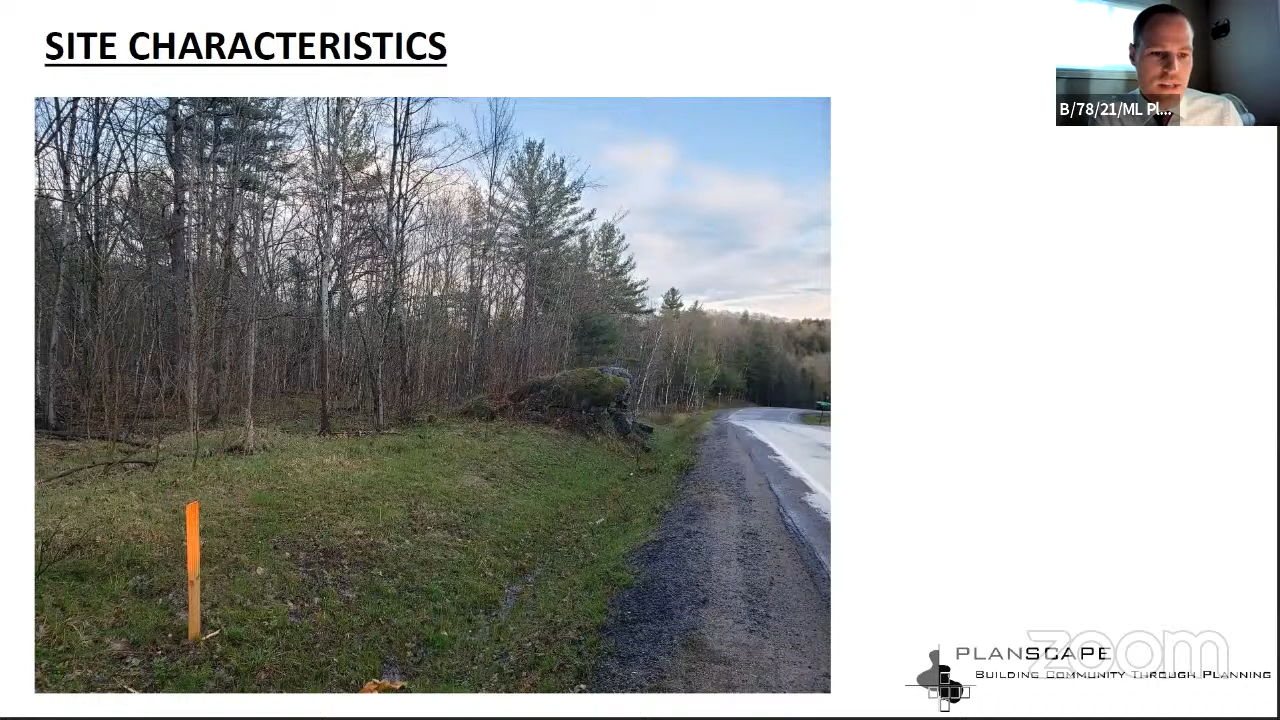 SITE CHARACTERISTICS
B/78/21/ML Pl...
PLANSCAPE
BUILDING COMMUNITY THROUGH PLANNING
zoom